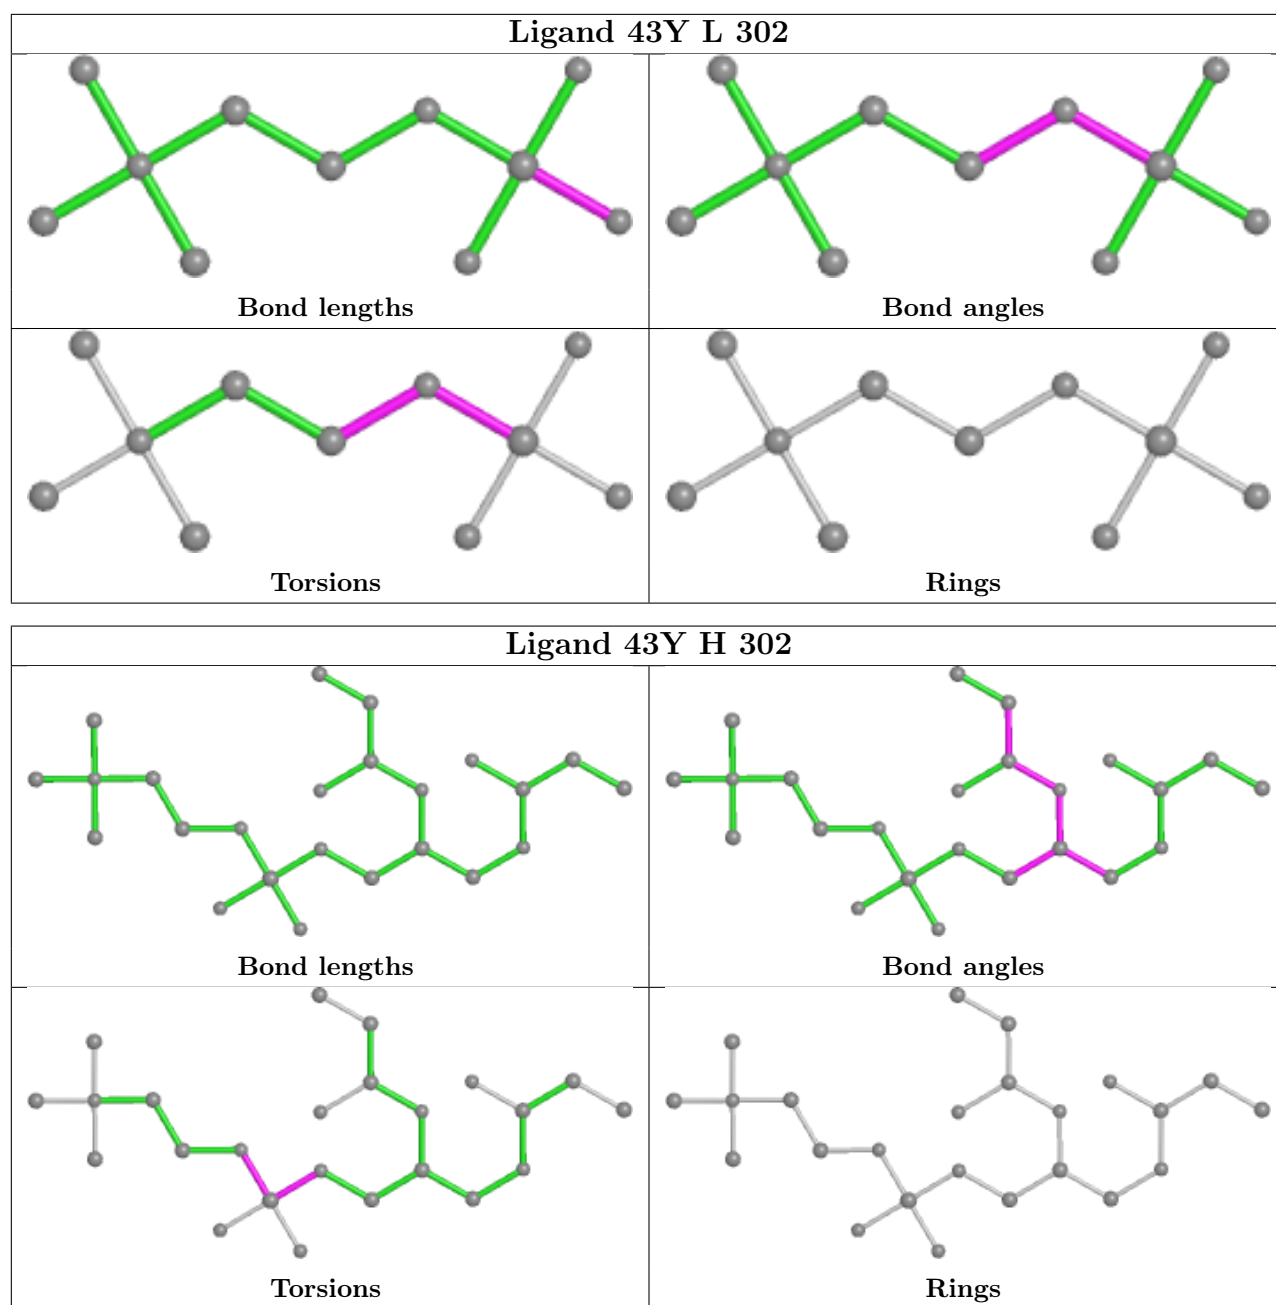 Ligand 43Y L 302
Bond lengths
Bond angles
Torsions
Rings
Ligand 43Y H 302
Bond lengths
Bond angles
Torsions
Rings